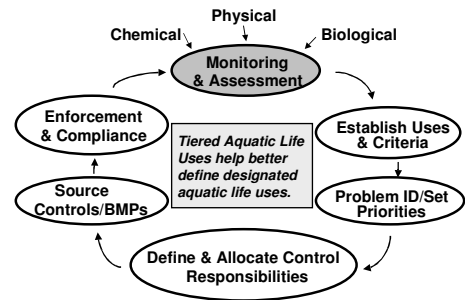 Physical
Chemical
Biological
Monitoring
& Assessment
Enforcement
& Compliance
Tiered Aquatic Life
Uses help better
define designated
aquatic life uses.
Establish Uses
& Criteria
Source
Controls/BMPs
Problem ID/Set
Priorities
Define & Allocate Control
Responsibilities